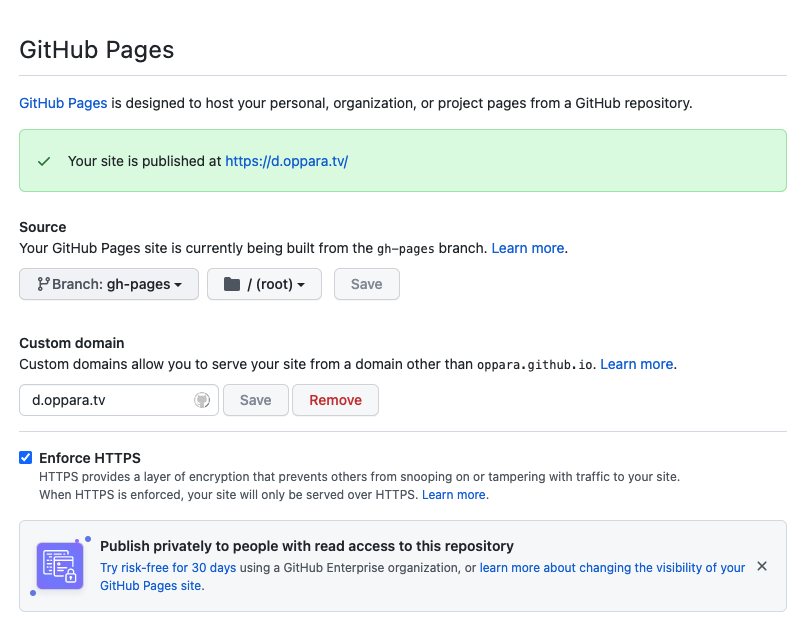 GitHub Pages
GitHub Pages is designed to host your personal, organization, or project pages from a GitHub repository.
Your site is published at https://d.oppara.tv/
Source
Your GitHub Pages site is currently being built from the gh-pages branch. Learn more.
Branch: gh-pages / (root) Save
Custom domain
Custom domains allow you to serve your site from a domain other than oppara.github.io. Learn more.
d.oppara.tv Save Remove
Enforce HTTPS
HTTPS provides a layer of encryption that prevents others from snooping on or tampering with traffic to your site.
When HTTPS is enforced, your site will only be served over HTTPS. Learn more.
Publish privately to people with read access to this repository
Try risk-free for 30 days using a GitHub Enterprise organization, or learn more about changing the visibility of your
GitHub Pages site.